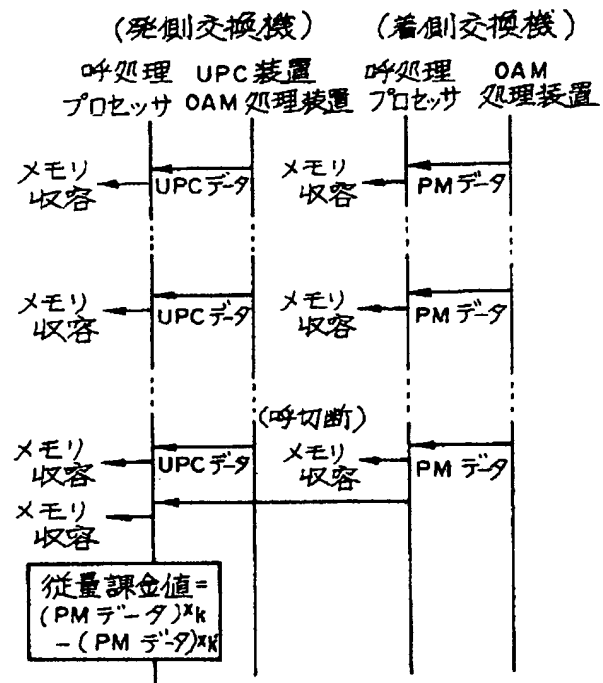 (発側交換機) (着側交換機)
呼処理 UPC装置 呼処理 OAM
プロセッサ OAM処理装置 プロセッサ 処理装置
メモリ
収容
UPCデータ
メモリ
収容
PMデータ
メモリ
収容
UPCデータ
メモリ
収容
PMデータ
(呼切断)
メモリ
収容
UPCデータ
メモリ
収容
PMデータ
メモリ
収容
従量課金値=
(PMデータ)×k
-(PMデータ)×K